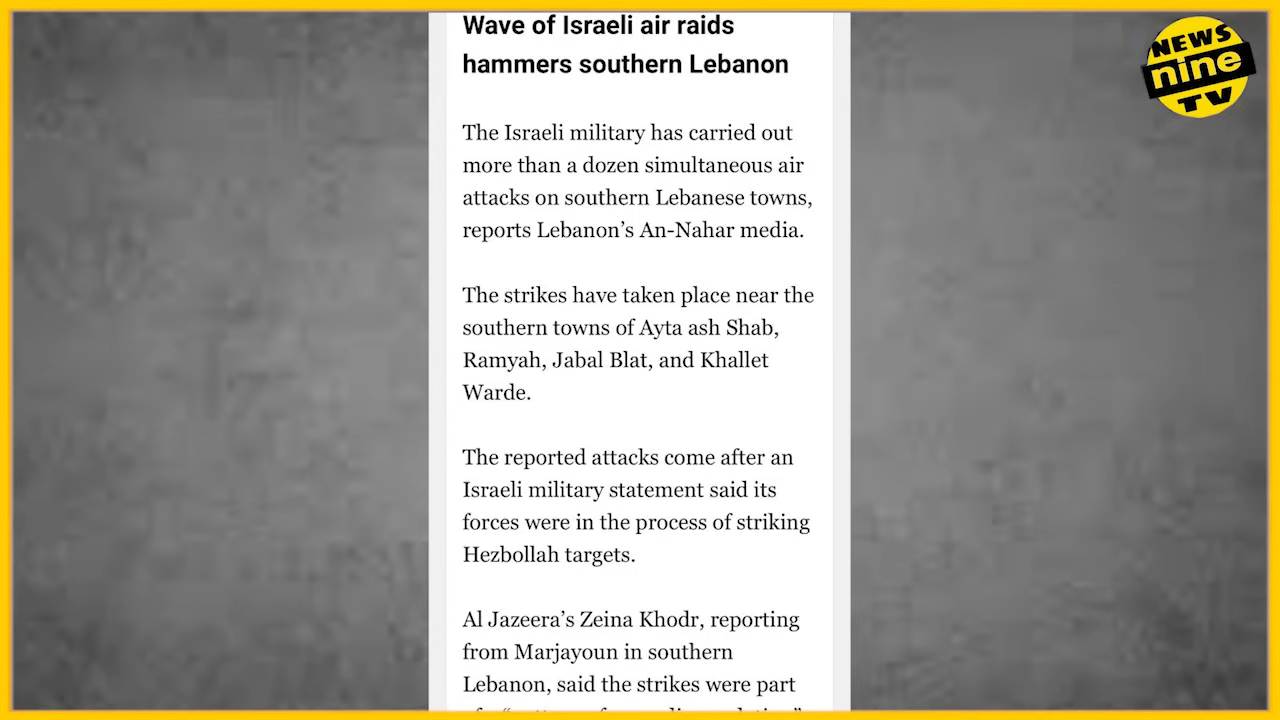 Wave of Israeli air raids
hammers southern Lebanon
The Israeli military has carried out
more than a dozen simultaneous air
attacks on southern Lebanese towns,
reports Lebanon’s An-Nahar media.
The strikes have taken place near the
southern towns of Ayta ash Shab,
Ramyah, Jabal Blat, and Khallet
Warde.
The reported attacks come after an
Israeli military statement said its
forces were in the process of striking
Hezbollah targets.
Al Jazeera’s Zeina Khodr, reporting
from Marjayoun in southern
Lebanon, said the strikes were part
NEWS
nine
TV